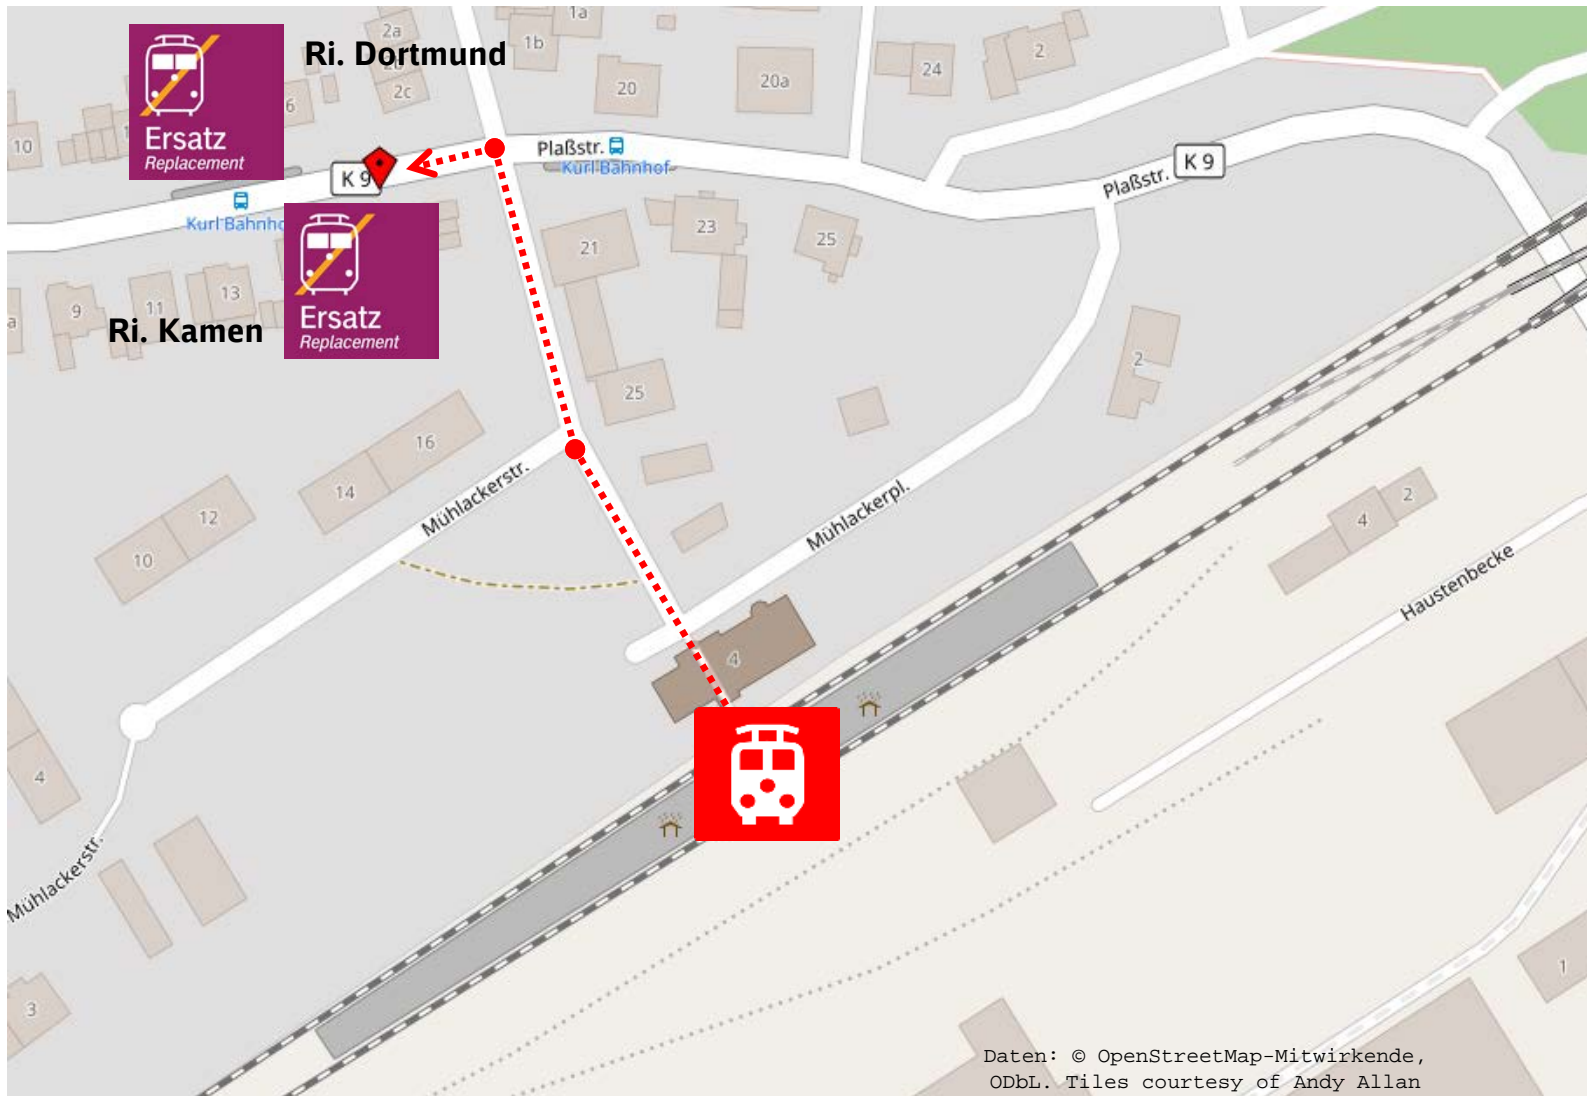 1a
2a
1b
Ri. Dortmund
2
24
20a
20
2c
6
10
Ersatz
Replacement
Plaßstr.
Kurl Bahnhof
K 9
K 9
Plaßstr.
Kurl Bahnho
21
23
25
9
11
13
Ersatz
Replacement
Ri. Kamen
a
2
25
16
14
12
10
Mühlackerstr.
Mühlackerpl.
2
4
Haustenbecke
4
4
Mühlackerstr.
3
1
Daten: © OpenStreetMap-Mitwirkende,
ODbL. Tiles courtesy of Andy Allan